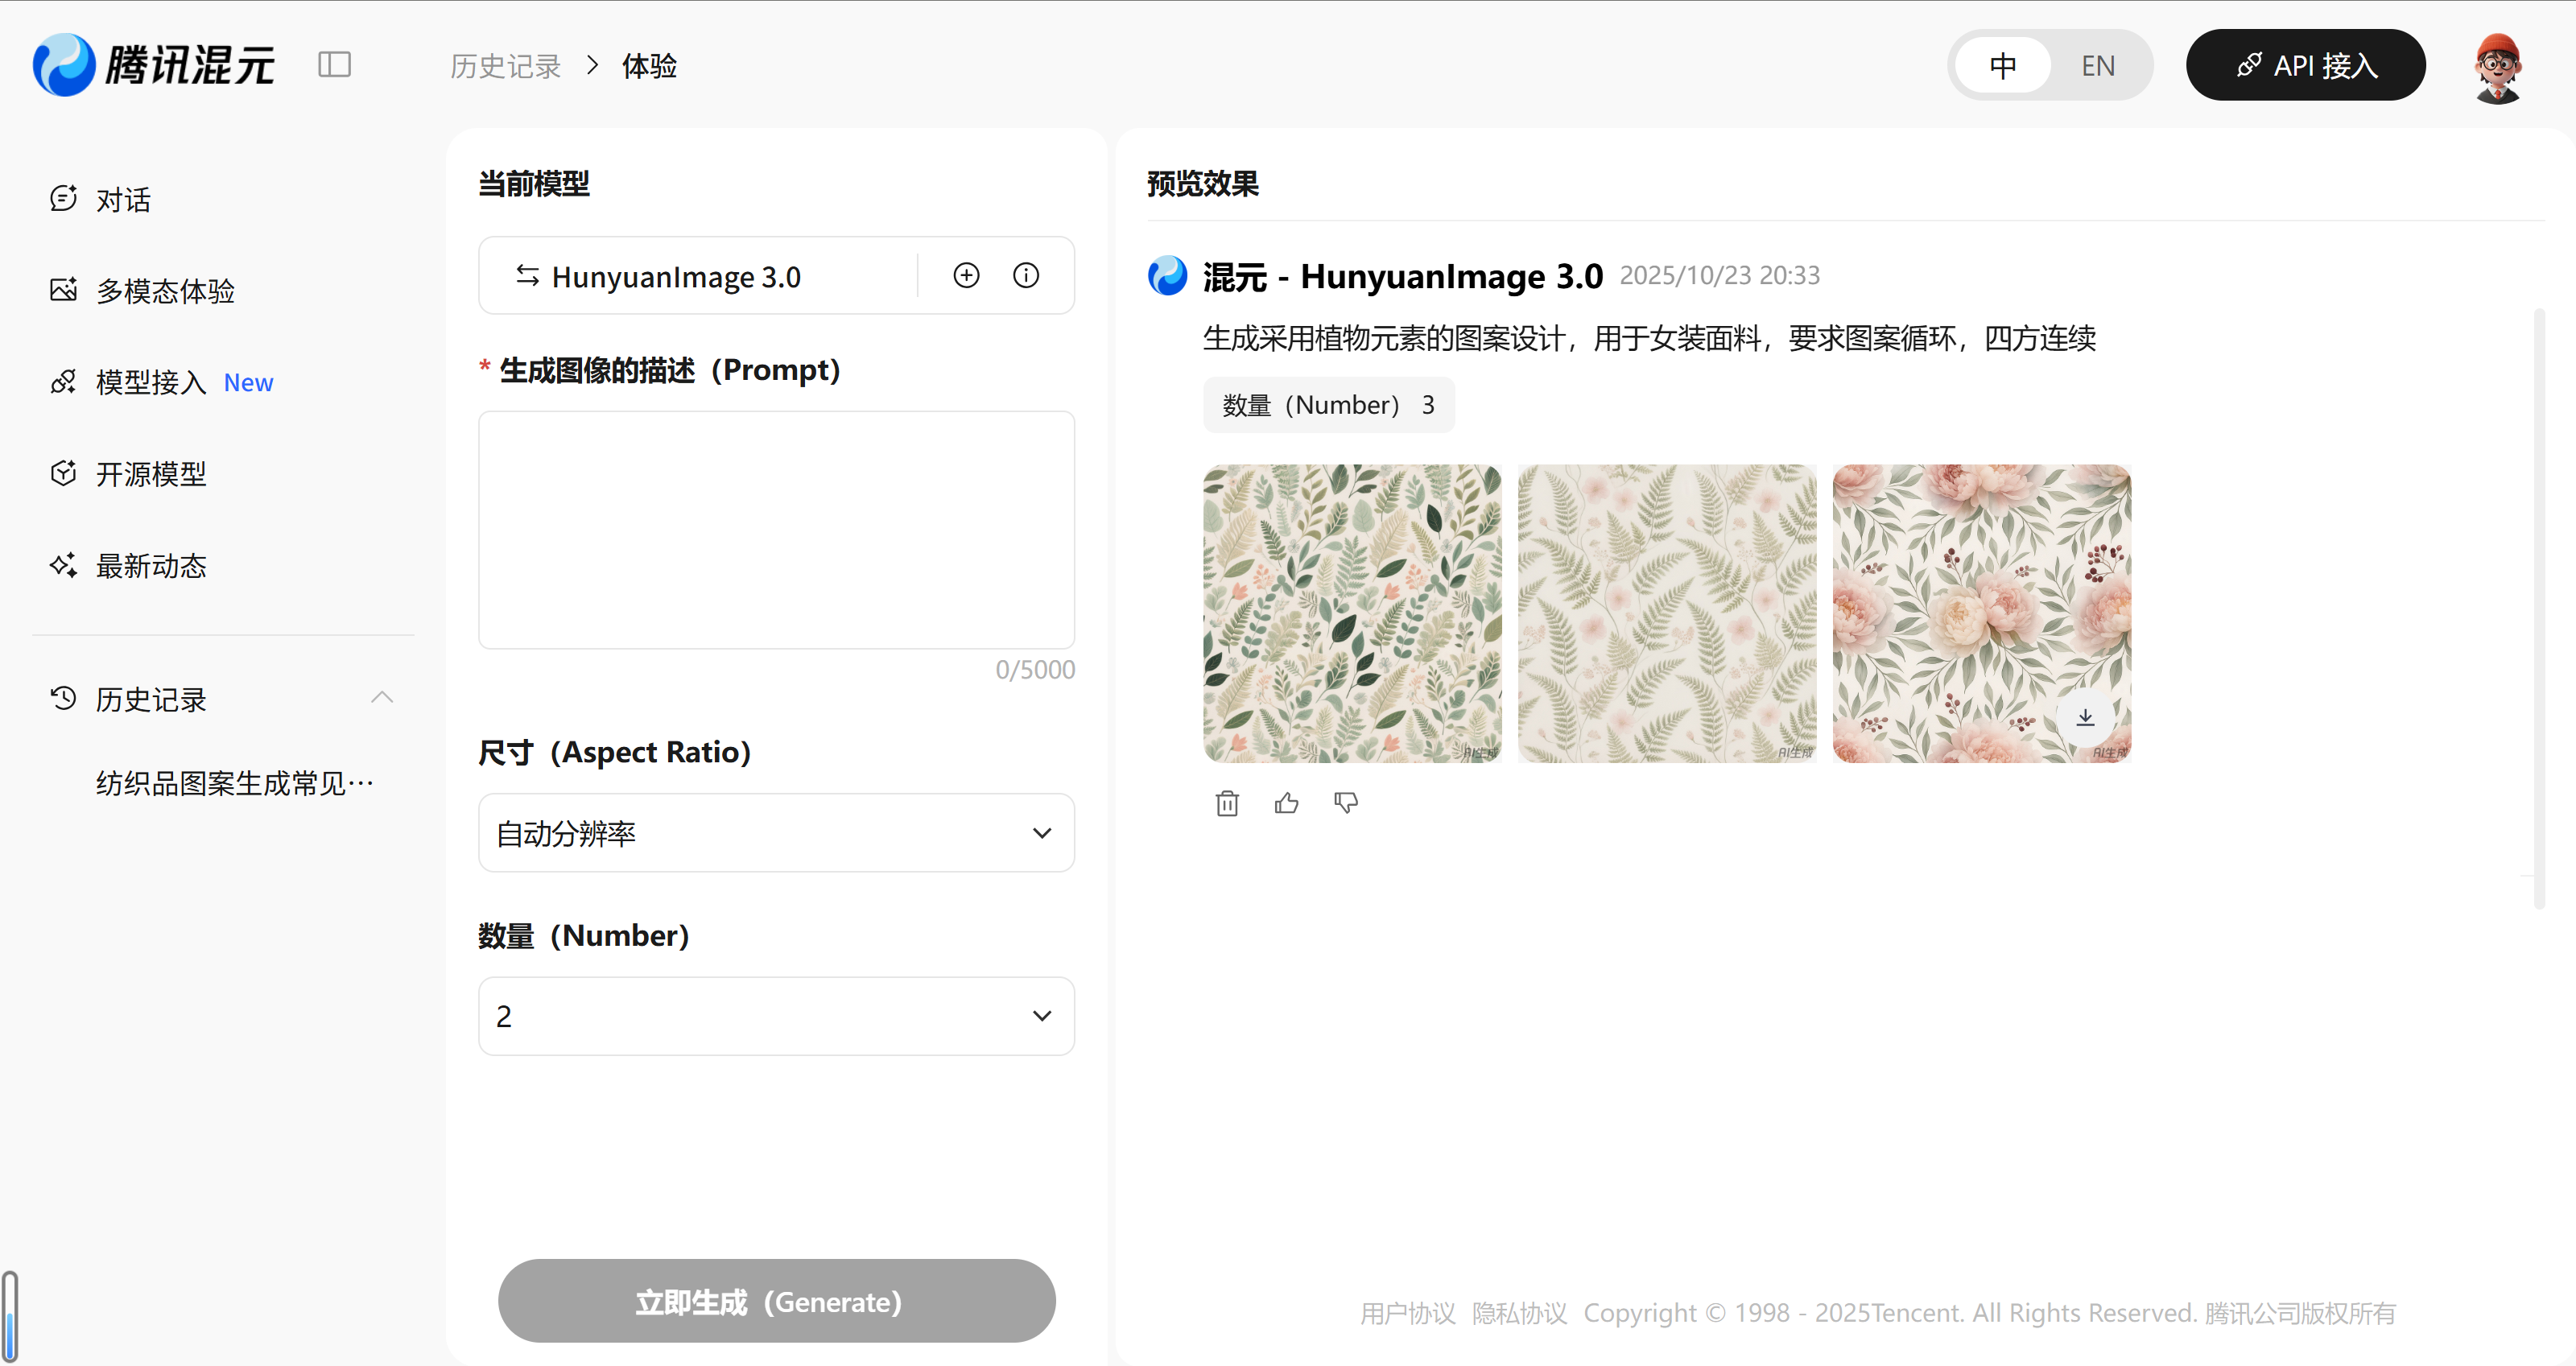 腾讯混元
历史记录 > 体验
中 EN
API 接入
对话
多模态体验
模型接入 New
开源模型
最新动态
历史记录
纺织品图案生成常见…
当前模型
HunyuanImage 3.0
* 生成图像的描述（Prompt）
0/5000
尺寸（Aspect Ratio）
自动分辨率
数量（Number）
2
立即生成（Generate）
预览效果
混元 - HunyuanImage 3.0 2025/10/23 20:33
生成采用植物元素的图案设计，用于女装面料，要求图案循环，四方连续
数量（Number） 3
AI生成 AI生成 AI生成
用户协议 隐私协议 Copyright © 1998 - 2025Tencent. All Rights Reserved. 腾讯公司版权所有